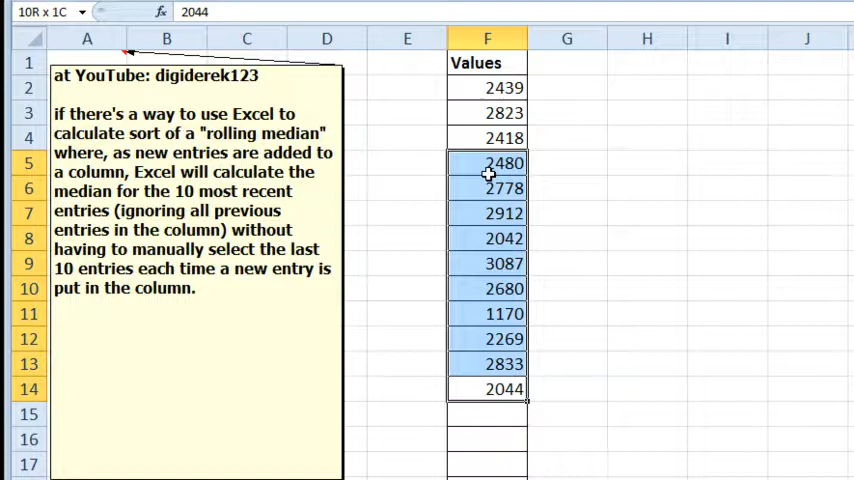 10R x 1C fx 2044
A B C D E F G H I J
1 Values
2 2439
3 2823
4 2418
5 2480
6 2778
7 2912
8 2042
9 3087
10 2680
11 1170
12 2269
13 2833
14 2044
15
16
17
at YouTube: digiderek123
if there's a way to use Excel to
calculate sort of a "rolling median"
where, as new entries are added to
a column, Excel will calculate the
median for the 10 most recent
entries (ignoring all previous
entries in the column) without
having to manually select the last
10 entries each time a new entry is
put in the column.